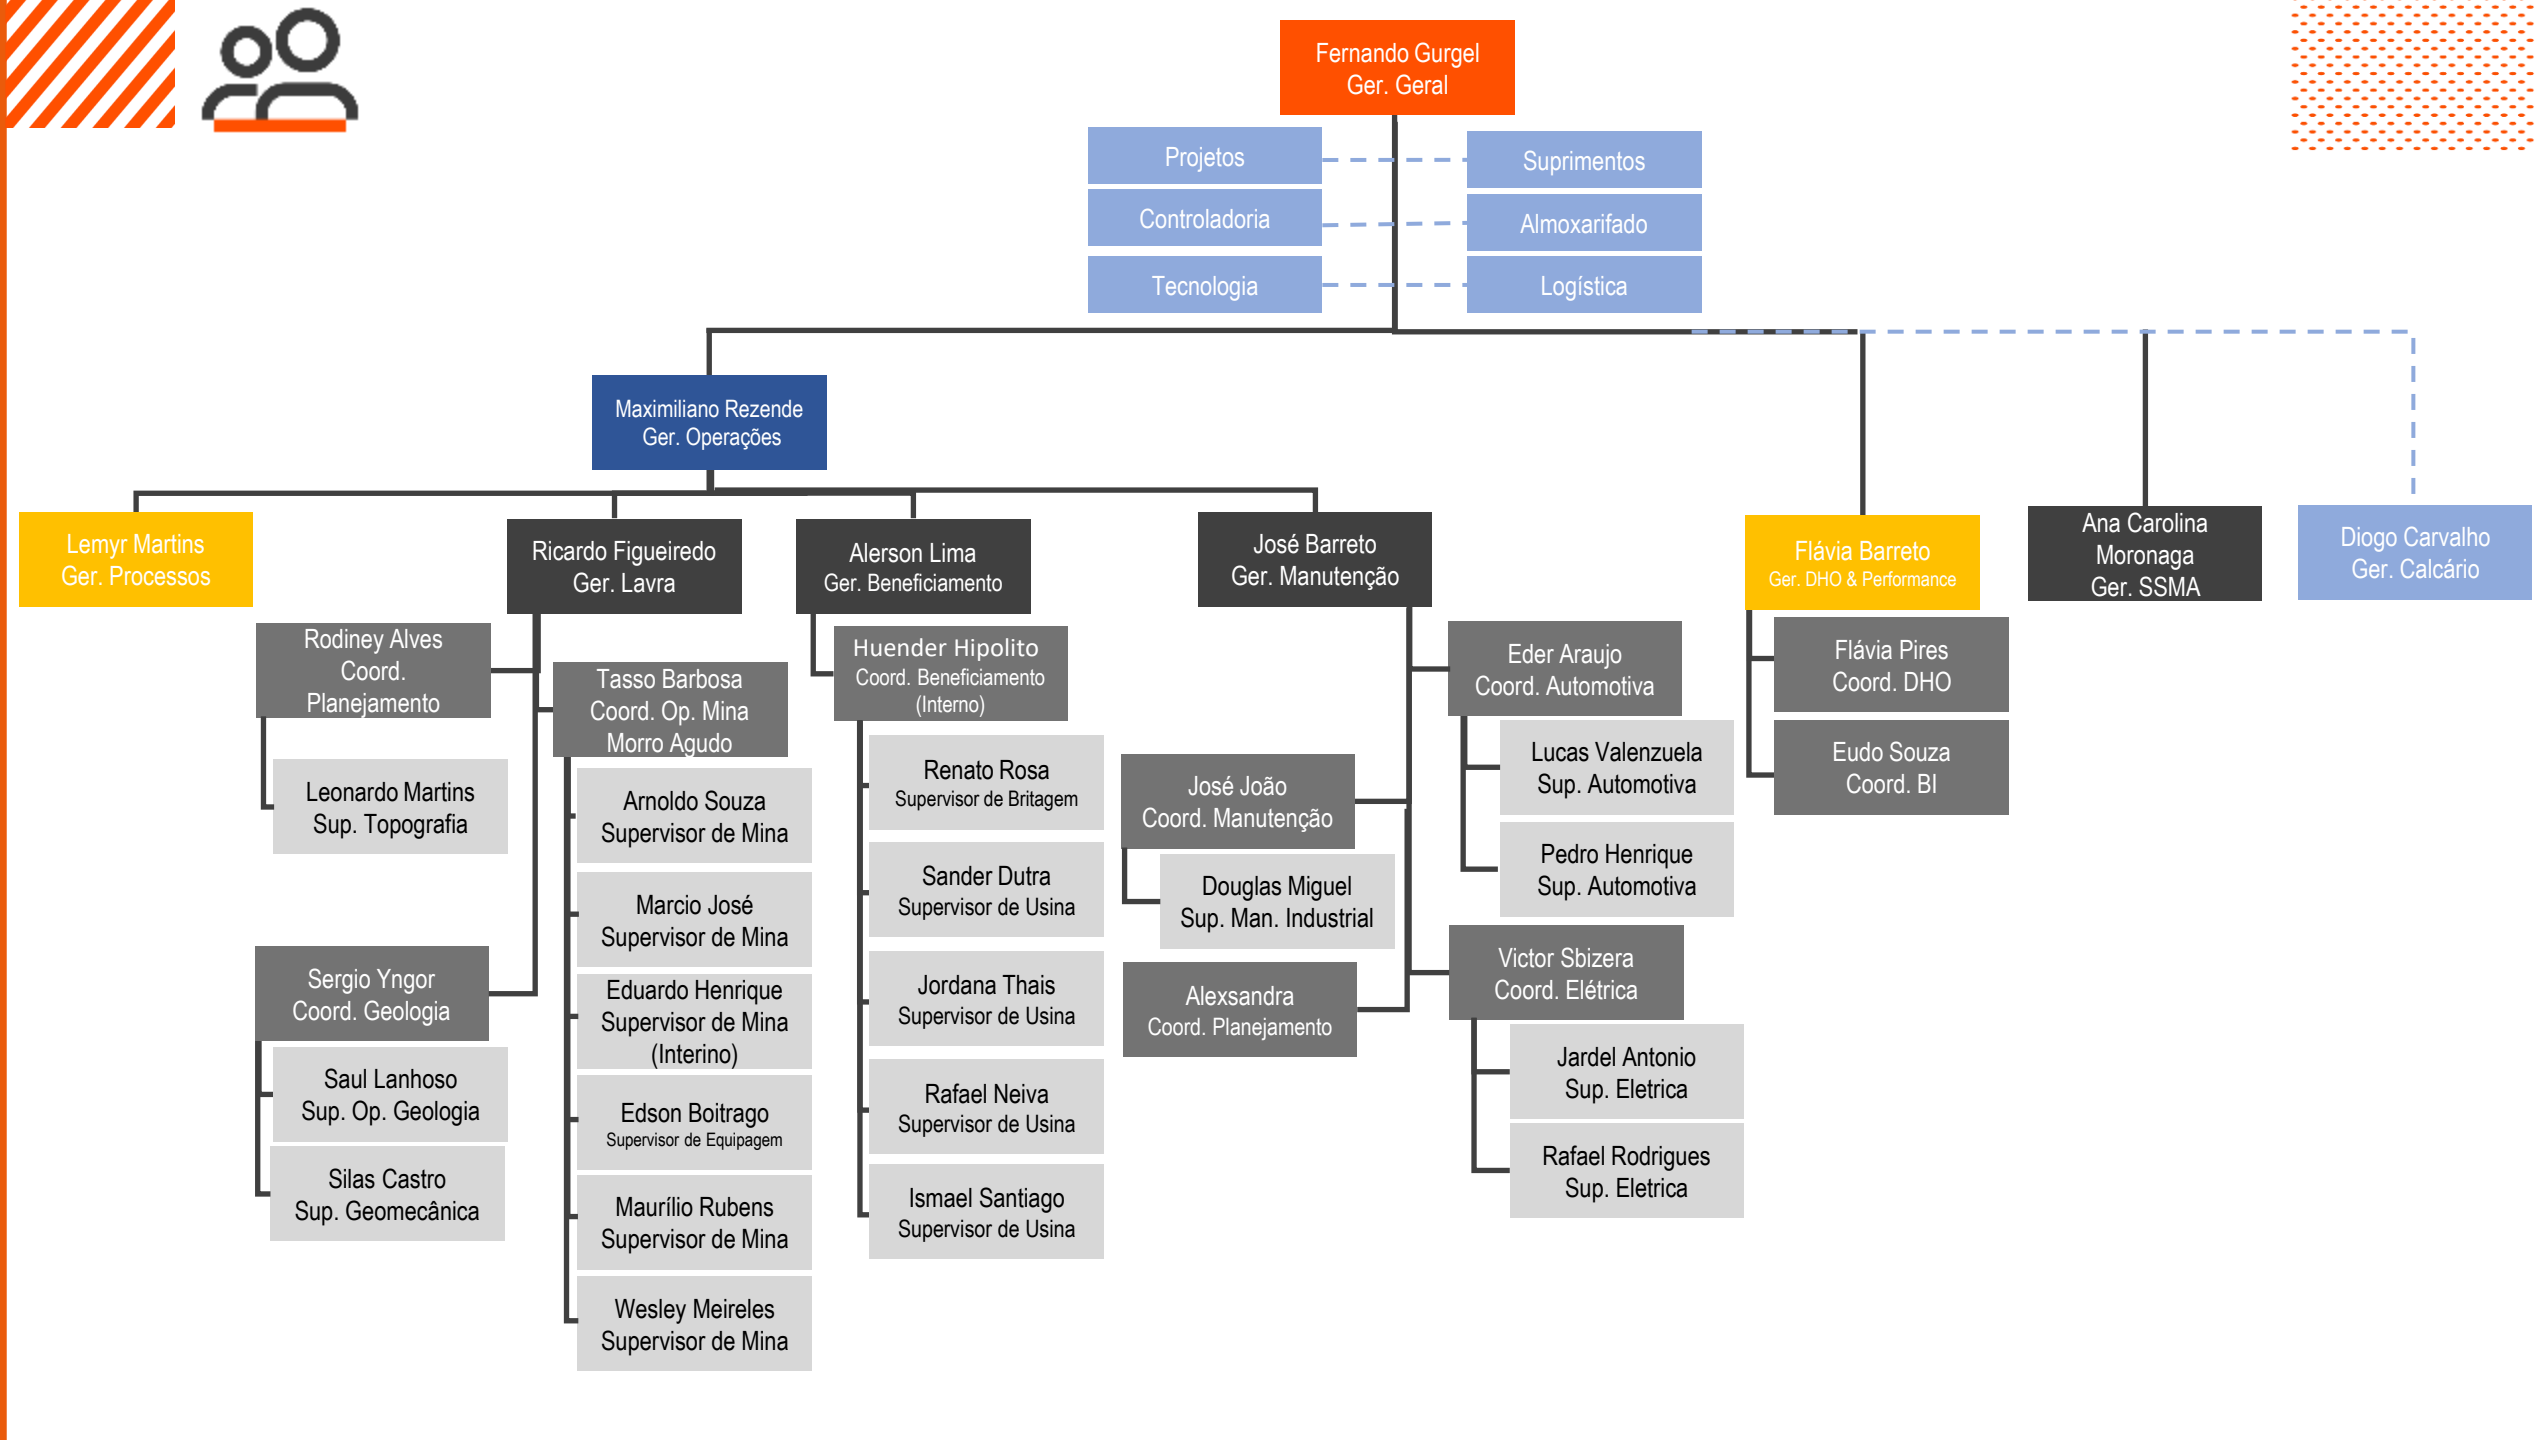 Fernando Gurgel
Ger. Geral
Projetos
Suprimentos
Controladoria
Almoxarifado
Tecnologia
Logística
Maximiliano Rezende
Ger. Operações
Lemyr Martins
Ger. Processos
Ricardo Figueiredo
Ger. Lavra
Alerson Lima
Ger. Beneficiamento
José Barreto
Ger. Manutenção
Flávia Barreto
Ger. DHO & Performance
Ana Carolina
Moronaga
Ger. SSMA
Diogo Carvalho
Ger. Calcário
Rodiney Alves
Coord.
Planejamento
Leonardo Martins
Sup. Topografia
Sergio Yngor
Coord. Geologia
Saul Lanhoso
Sup. Op. Geologia
Silas Castro
Sup. Geomecânica
Tasso Barbosa
Coord. Op. Mina
Morro Agudo
Arnoldo Souza
Supervisor de Mina
Marcio José
Supervisor de Mina
Eduardo Henrique
Supervisor de Mina
(Interino)
Edson Boitrago
Supervisor de Equipagem
Maurílio Rubens
Supervisor de Mina
Wesley Meireles
Supervisor de Mina
Huender Hipolito
Coord. Beneficiamento
(Interno)
Renato Rosa
Supervisor de Britagem
Sander Dutra
Supervisor de Usina
Jordana Thais
Supervisor de Usina
Rafael Neiva
Supervisor de Usina
Ismael Santiago
Supervisor de Usina
José João
Coord. Manutenção
Douglas Miguel
Sup. Man. Industrial
Alexsandra
Coord. Planejamento
Eder Araujo
Coord. Automotiva
Lucas Valenzuela
Sup. Automotiva
Pedro Henrique
Sup. Automotiva
Victor Sbizera
Coord. Elétrica
Jardel Antonio
Sup. Eletrica
Rafael Rodrigues
Sup. Eletrica
Flávia Pires
Coord. DHO
Eudo Souza
Coord. BI